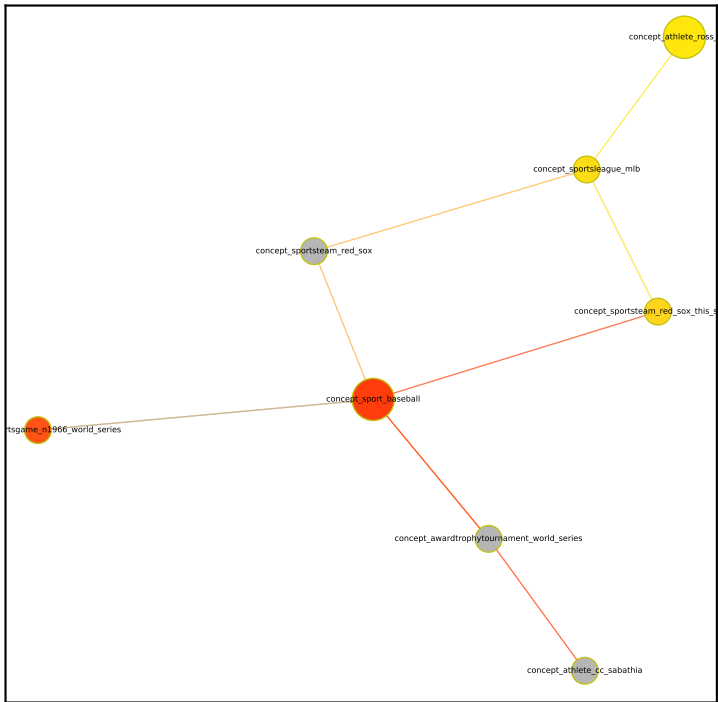 concept_athlete_ross_
concept_sportsleague_mlb
concept_sportsteam_red_sox
concept_sportsteam_red_sox_this_s
concept_sport_baseball
rtsgame_n1966_world_series
concept_awardtrophytournament_world_series
concept_athlete_cc_sabathia